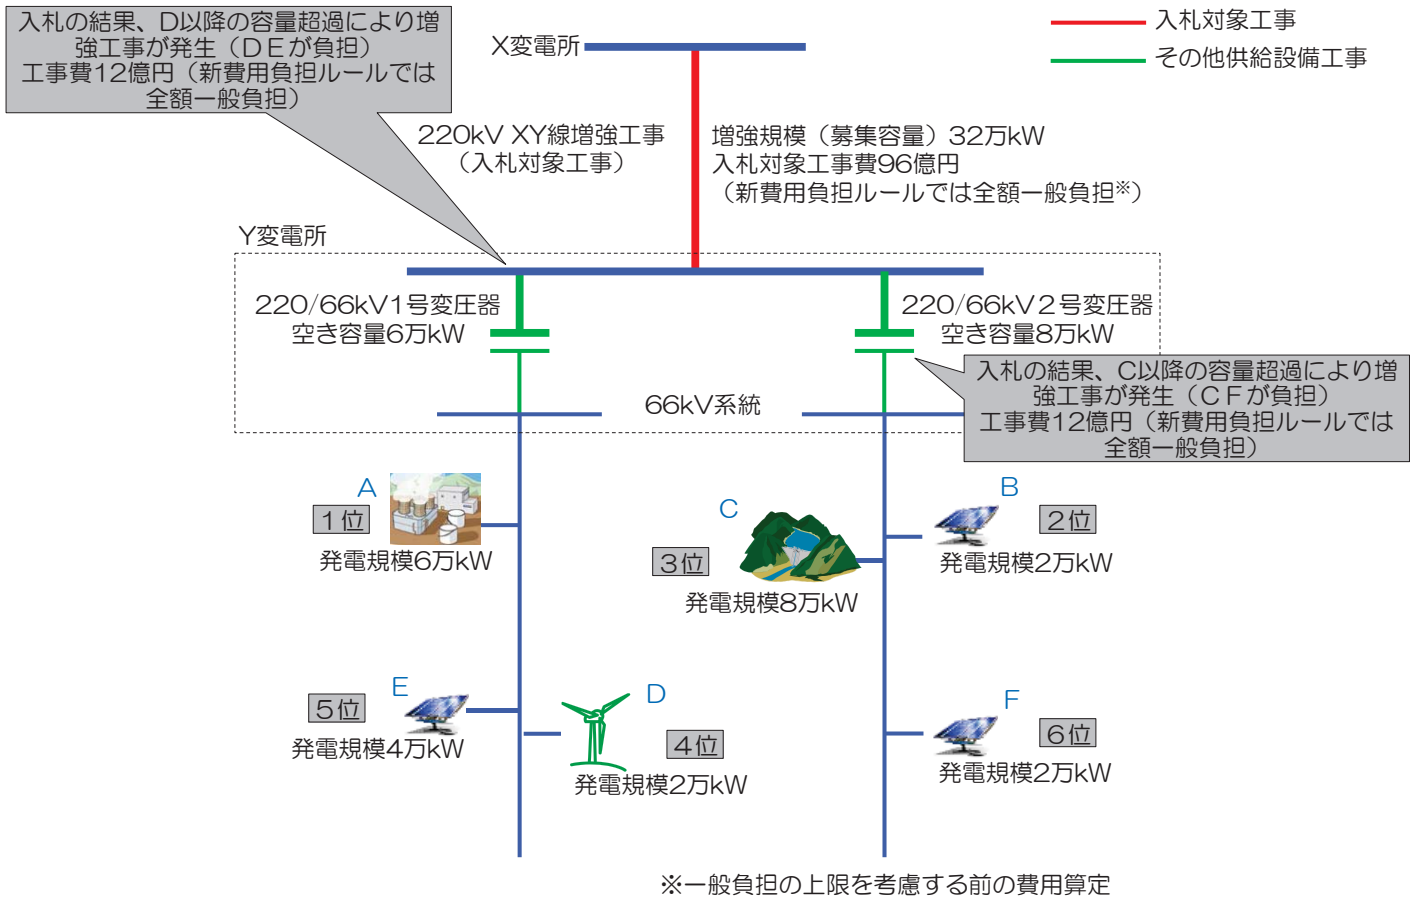 入札の結果、D以降の容量超過により増
強工事が発生（ＤＥが負担）
工事費12億円（新費用負担ルールでは
全額一般負担）
X変電所
入札対象工事
その他供給設備工事
220kV XY線増強工事
（入札対象工事）
増強規模（募集容量）32万kW
入札対象工事費96億円
（新費用負担ルールでは全額一般負担※）
Y変電所
220/66kV1号変圧器
空き容量6万kW
220/66kV２号変圧器
空き容量8万kW
入札の結果、C以降の容量超過により増
強工事が発生（ＣＦが負担）
工事費12億円（新費用負担ルールでは
全額一般負担）
66kV系統
A
１位
発電規模6万kW
C
３位
発電規模8万kW
B
２位
発電規模2万kW
E
５位
発電規模4万kW
D
４位
発電規模2万kW
F
６位
発電規模2万kW
※一般負担の上限を考慮する前の費用算定